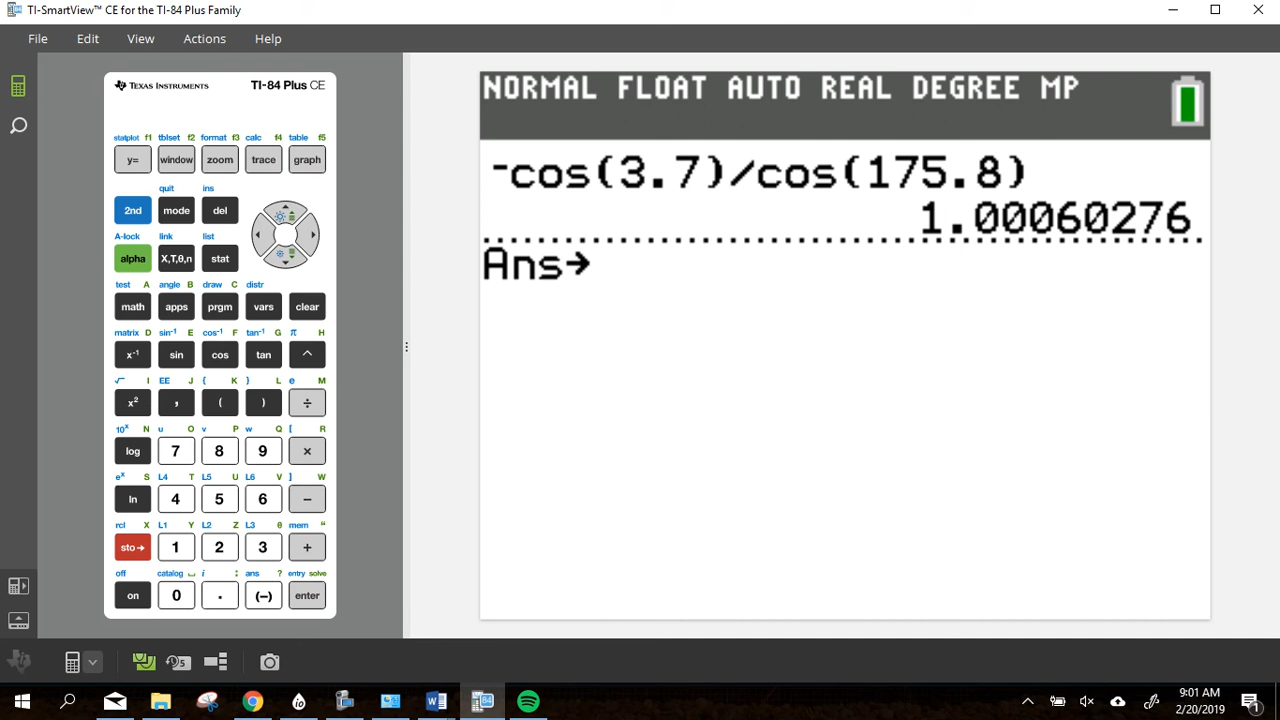 TI-SmartView™ CE for the TI-84 Plus Family
File Edit View Actions Help
TEXAS INSTRUMENTS TI-84 Plus CE
statplot f1 tblset f2 format f3 calc f4 table f5
y= window zoom trace graph
quit ins
2nd mode del
A-lock link list
alpha X,T,θ,n stat
test A angle B draw C distr
math apps prgm vars clear
matrix D sin⁻¹ E cos⁻¹ F tan⁻¹ G π H
x⁻¹ sin cos tan ^
√ I EE J { K } L e M
x² , ( ) ÷
10ˣ N u O v P w Q [ R
log 7 8 9 ×
eˣ S L4 T L5 U L6 V ] W
ln 4 5 6 −
rcl X L1 Y L2 Z L3 θ mem "
sto→ 1 2 3 +
off catalog ⎵ i : ans ? entry solve
on 0 . (−) enter
NORMAL FLOAT AUTO REAL DEGREE MP
-cos(3.7)/cos(175.8)
1.00060276
Ans→
9:01 AM
2/20/2019
1